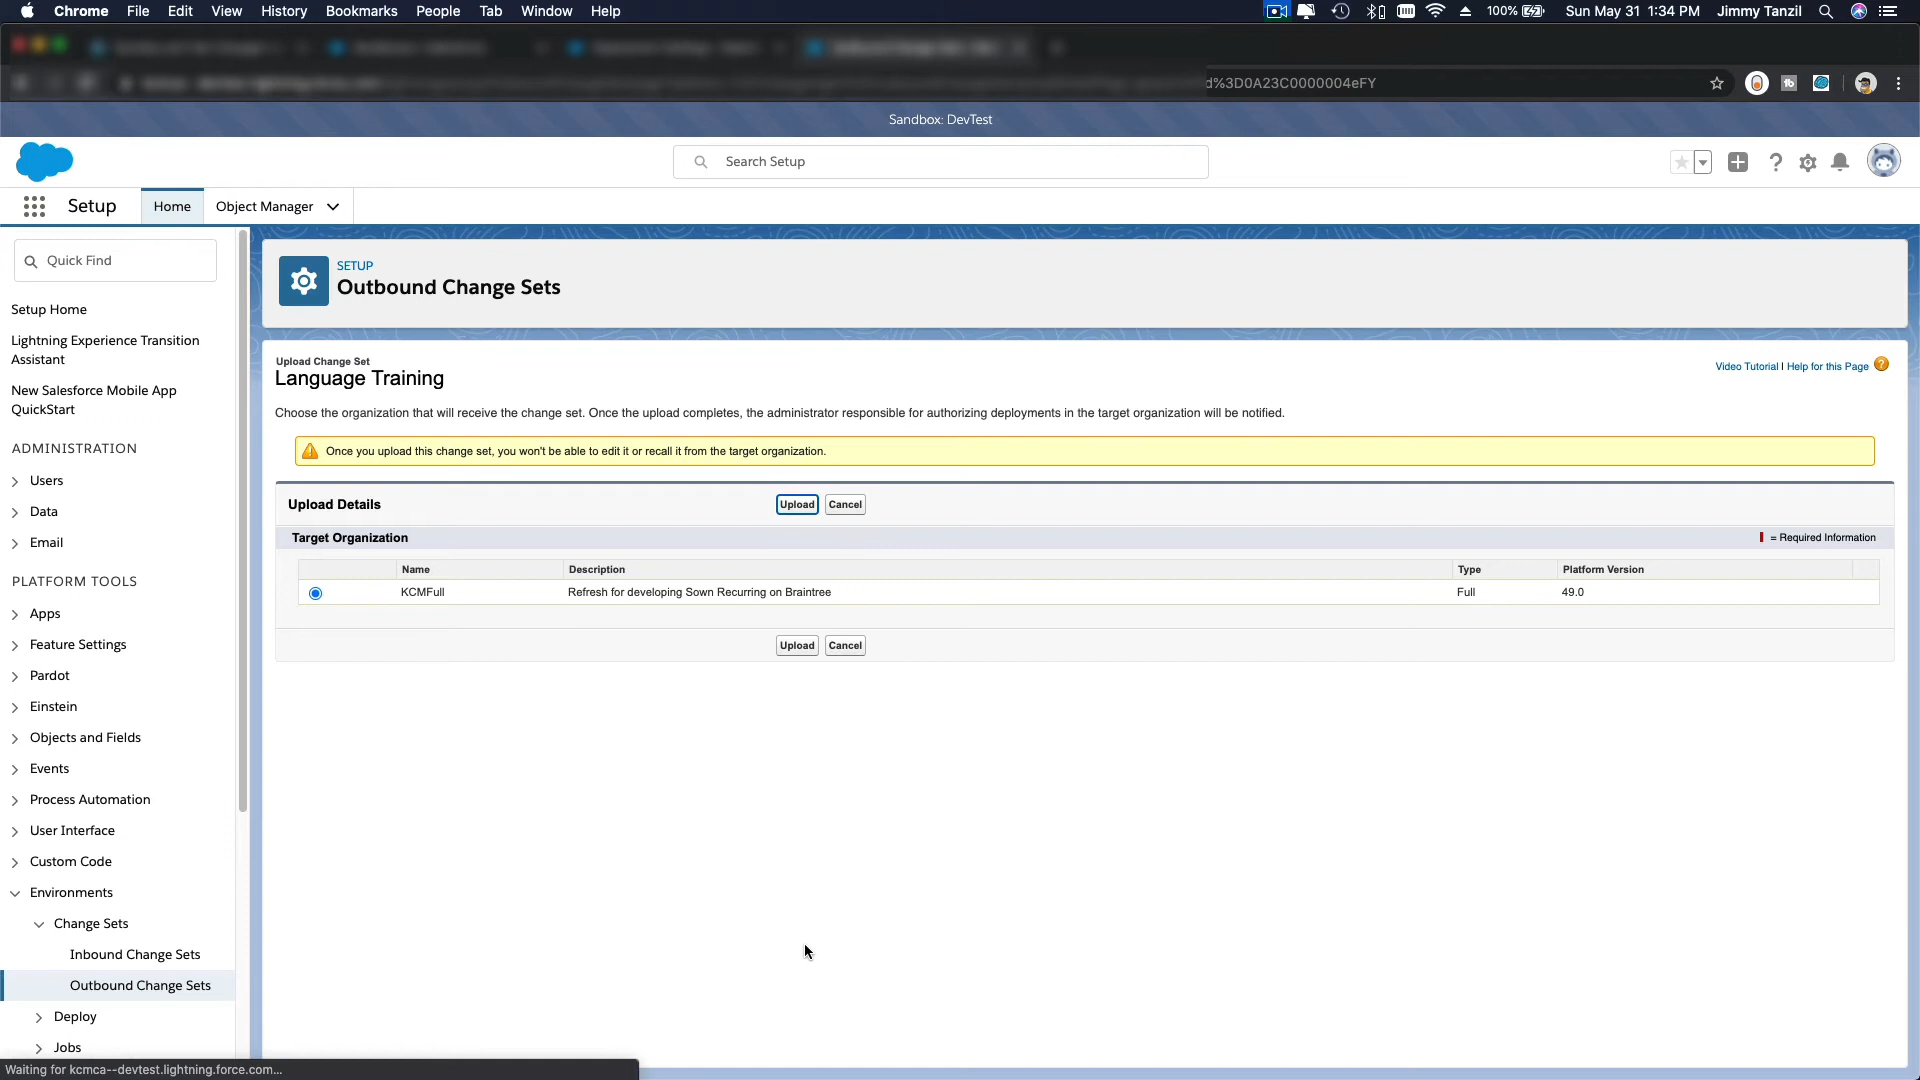 Chrome File Edit View History Bookmarks People Tab Window Help 100% Sun May 31 1:34 PM Jimmy Tanzil
d%3D0A23C0000004eFY
Sandbox: DevTest
Search Setup
Setup Home Object Manager
Quick Find
Setup Home
Lightning Experience Transition
Assistant
New Salesforce Mobile App
QuickStart
ADMINISTRATION
Users
Data
Email
PLATFORM TOOLS
Apps
Feature Settings
Pardot
Einstein
Objects and Fields
Events
Process Automation
User Interface
Custom Code
Environments
Change Sets
Inbound Change Sets
Outbound Change Sets
Deploy
Jobs
SETUP
Outbound Change Sets
Upload Change Set
Language Training
Video Tutorial | Help for this Page ?
Choose the organization that will receive the change set. Once the upload completes, the administrator responsible for authorizing deployments in the target organization will be notified.
Once you upload this change set, you won't be able to edit it or recall it from the target organization.
Upload Details Upload Cancel
Target Organization = Required Information
Name Description Type Platform Version
KCMFull Refresh for developing Sown Recurring on Braintree Full 49.0
Upload Cancel
Waiting for kcmca--devtest.lightning.force.com...